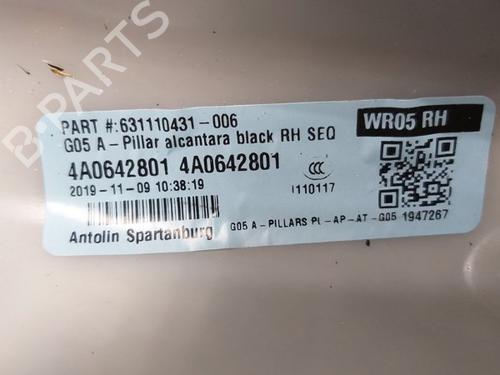 PART #:631110431-006
G05 A - Pillar alcantara black RH SEQ
WR05 RH
4A0642801 4A0642801
2019-11-09 10:38:19
CCC
I110117
Antolin Spartanburg
G05 A-PILLARS PL-AP-AT-G05 1947267
B-Parts